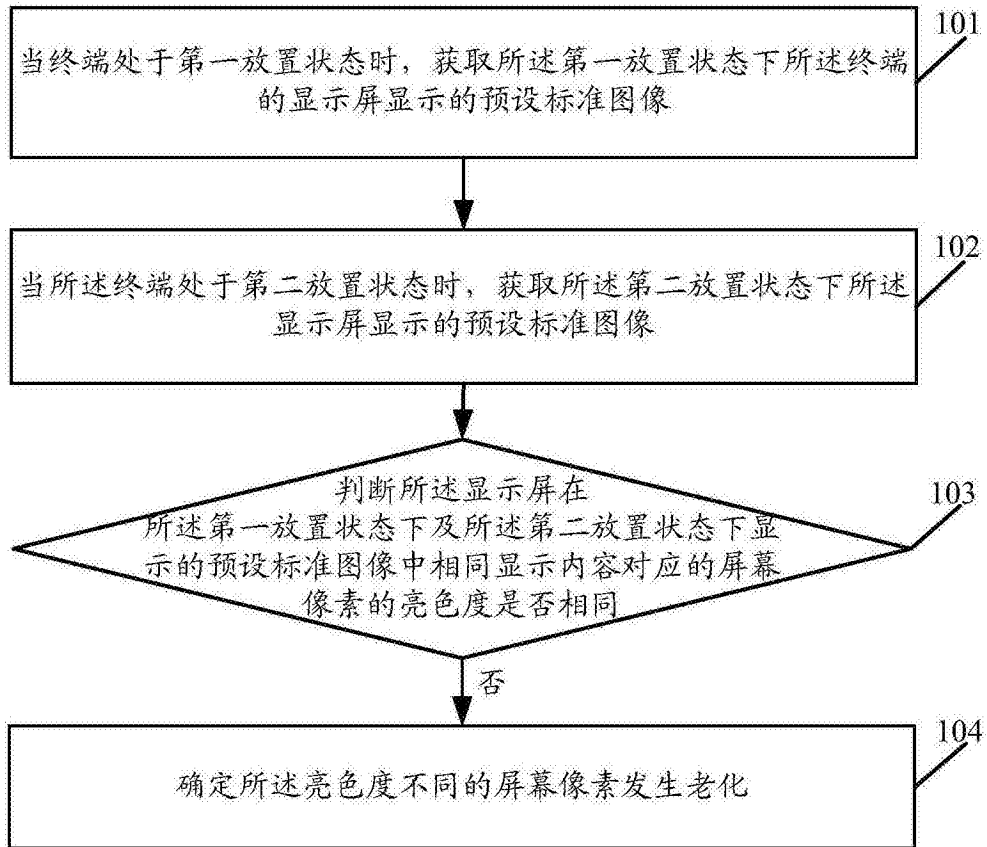 101
当终端处于第一放置状态时，获取所述第一放置状态下所述终端
的显示屏显示的预设标准图像
102
当所述终端处于第二放置状态时，获取所述第二放置状态下所述
显示屏显示的预设标准图像
103
判断所述显示屏在
所述第一放置状态下及所述第二放置状态下显
示的预设标准图像中相同显示内容对应的屏幕
像素的亮色度是否相同
否
104
确定所述亮色度不同的屏幕像素发生老化